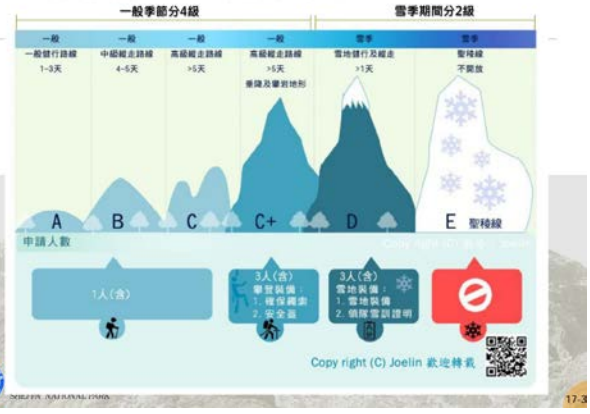 一般季節分4級
雪季期間分2級
一般
一般
一般
一般
雪季
雪季
一般健行路線
中級縱走路線
高級縱走路線
高級縱走路線
雪地健行及縱走
聖稜線
1-3天
4-5天
>5天
>5天
>1天
不開放
垂降及攀岩地形
A
B
C
C+
D
E 聖稜線
申請人數
Copy right (C)
Joelin
1人(含)
3人(含)
攀登裝備：
1. 確保繩索
2. 安全盔
3人(含)
雪地裝備：
1. 雪地裝備
2. 領隊雪訓證明
Copy right (C) Joelin 歡迎轉載
NATIONAL PARK
17-3